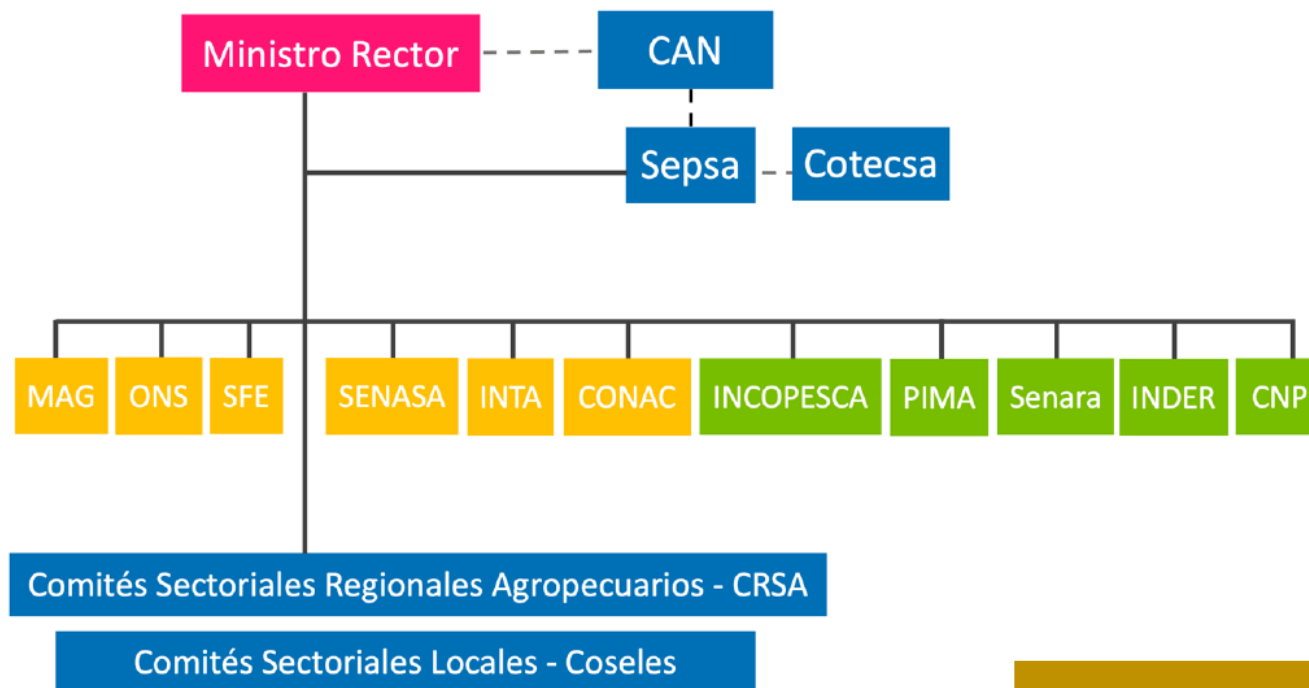 Ministro Rector
CAN
Sepsa
Cotecsa
MAG
ONS
SFE
SENASA
INTA
CONAC
INCOPESCA
PIMA
Senara
INDER
CNP
Comités Sectoriales Regionales Agropecuarios - CRSA
Comités Sectoriales Locales - Coseles